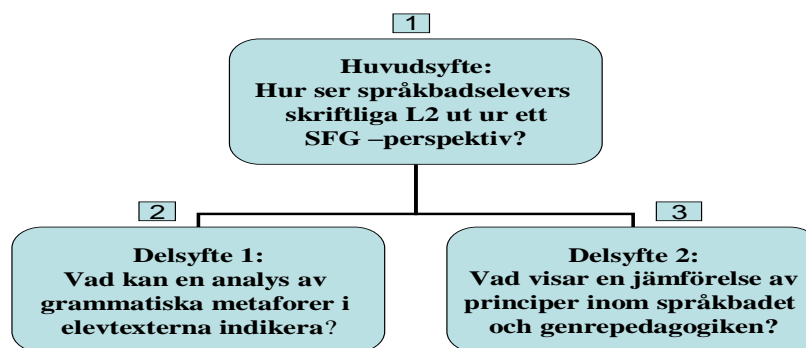 1
Huvudsyfte:
Hur ser språkbadselevers
skriftliga L2 ut ur ett
SFG –perspektiv?
2
Delsyfte 1:
Vad kan en analys av
grammatiska metaforer i
elevtexterna indikera?
3
Delsyfte 2:
Vad visar en jämförelse av
principer inom språkbadet
och genrepedagogiken?